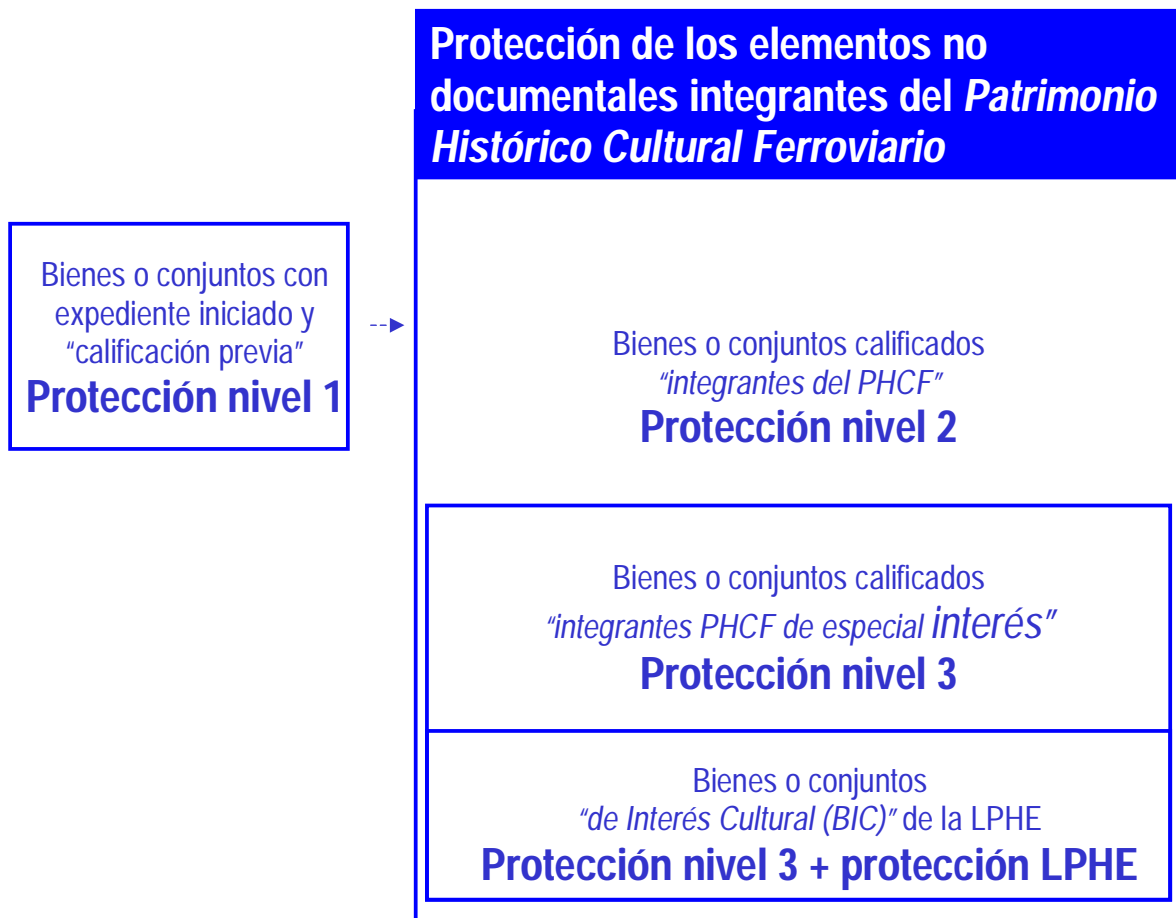 Protección de los elementos no
documentales integrantes del Patrimonio
Histórico Cultural Ferroviario
Bienes o conjuntos con
expediente iniciado y
“calificación previa”
Protección nivel 1
Bienes o conjuntos calificados
“integrantes del PHCF”
Protección nivel 2
Bienes o conjuntos calificados
“integrantes PHCF de especial interés”
Protección nivel 3
Bienes o conjuntos
“de Interés Cultural (BIC)” de la LPHE
Protección nivel 3 + protección LPHE